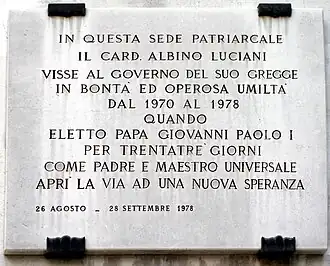 IN QUESTA SEDE PATRIARCALE
IL CARD. ALBINO LUCIANI
VISSE AL GOVERNO DEL SUO GREGGE
IN BONTÀ ED OPEROSA UMILTÀ
DAL 1970 AL 1978
QUANDO
ELETTO PAPA GIOVANNI PAOLO I
PER TRENTATRÈ GIORNI
COME PADRE E MAESTRO UNIVERSALE
APRÌ LA VIA AD UNA NUOVA SPERANZA
26 AGOSTO – 28 SETTEMBRE 1978